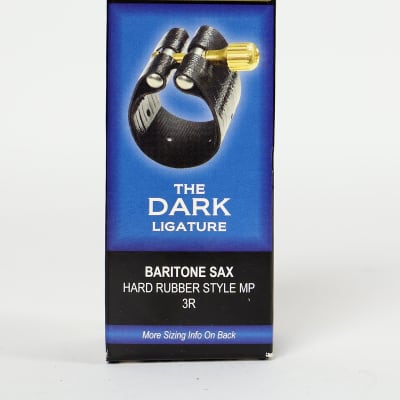 THE
DARK
LIGATURE
BARITONE SAX
HARD RUBBER STYLE MP
3R
More Sizing Info On Back